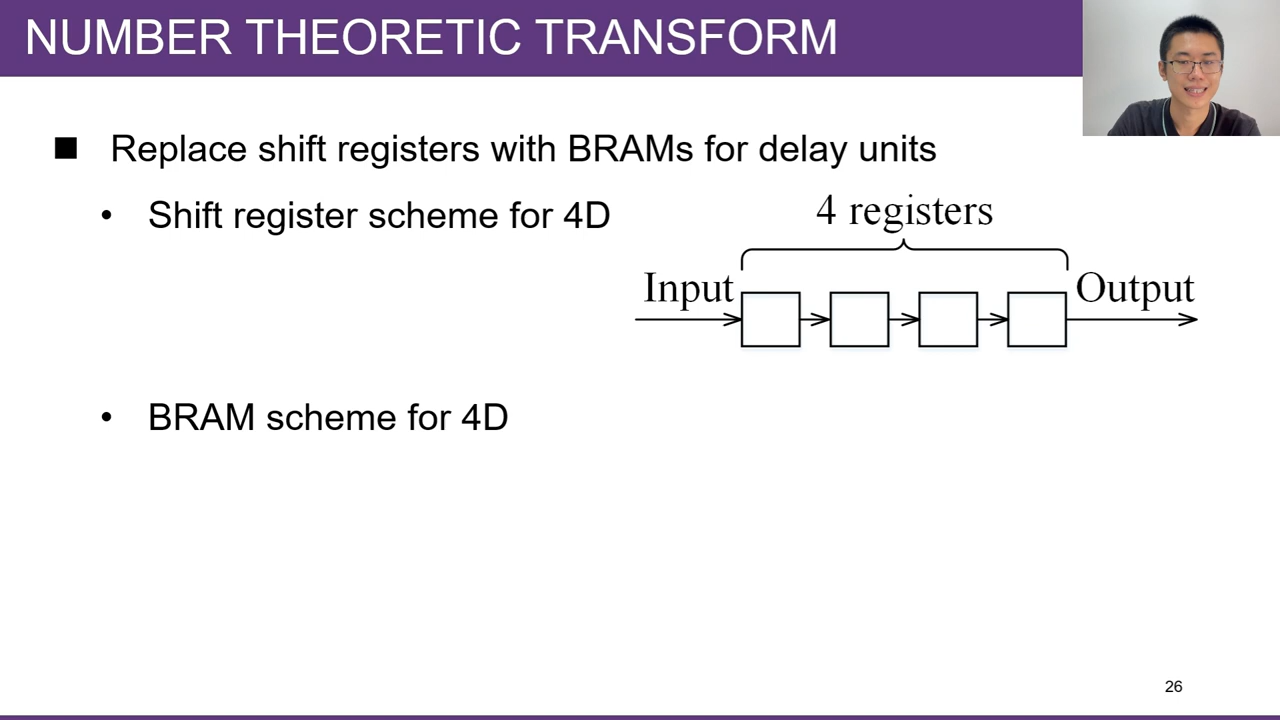 NUMBER THEORETIC TRANSFORM
Replace shift registers with BRAMs for delay units
Shift register scheme for 4D
4 registers
Input
Output
BRAM scheme for 4D
26